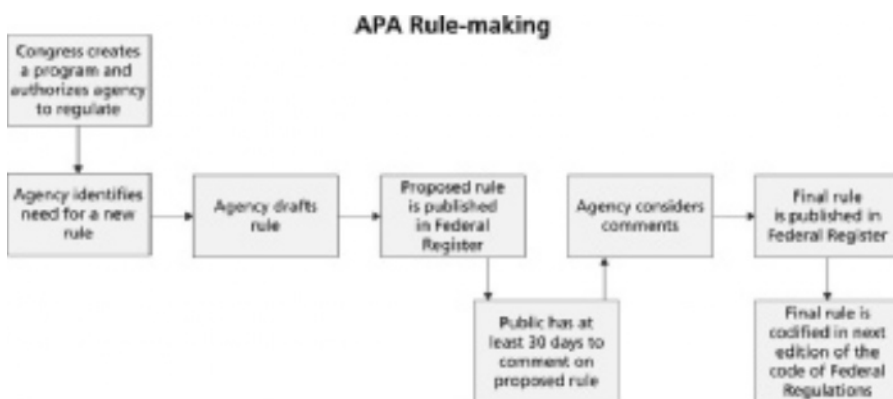 APA Rule-making
Congress creates
a program and
authorizes agency
to regulate
Agency identifies
need for a new
rule
Agency drafts
rule
Proposed rule
is published
in Federal
Register
Public has at
least 30 days to
comment on
proposed rule
Agency considers
comments
Final rule
is published in
Federal Register
Final rule is
codified in next
edition of the
code of Federal
Regulations